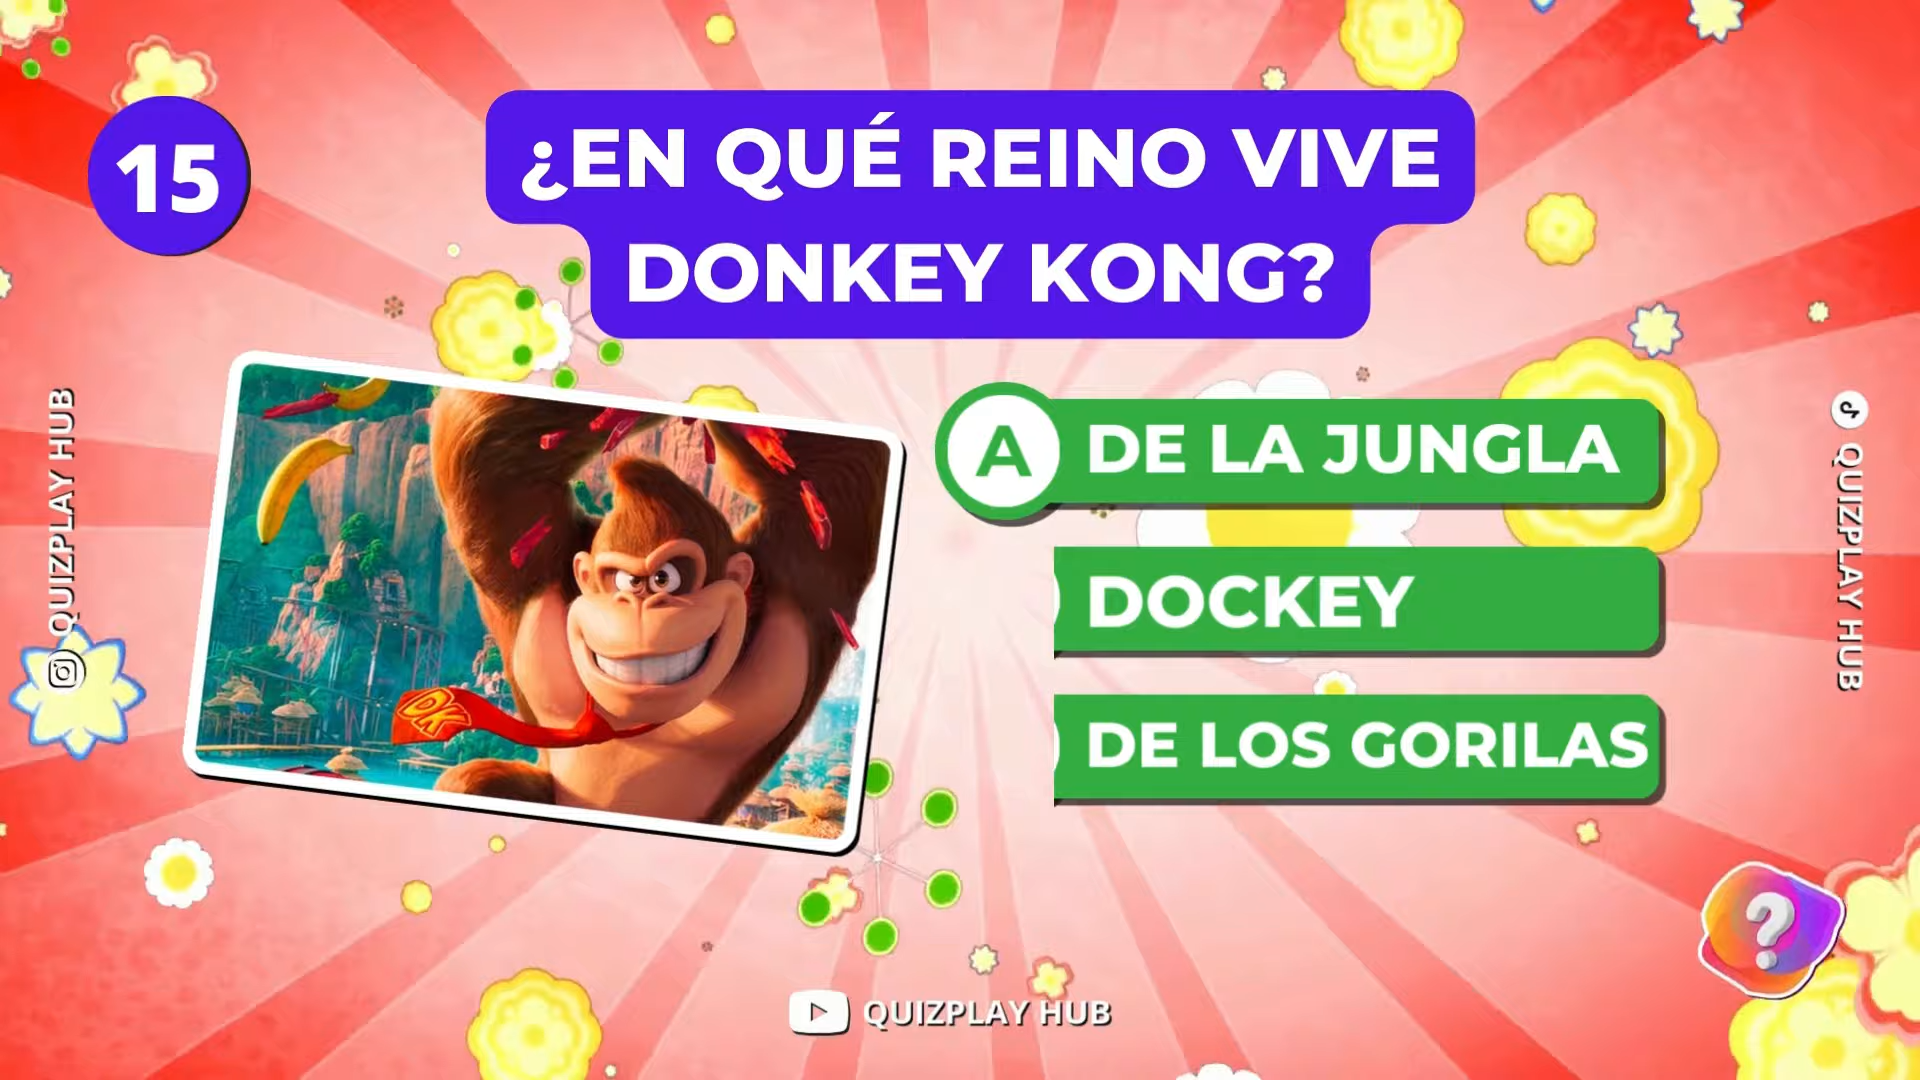 15
¿EN QUÉ REINO VIVE
DONKEY KONG?
A DE LA JUNGLA
DOCKEY
DE LOS GORILAS
DK
QUIZPLAY HUB
QUIZPLAY HUB
?
QUIZPLAY HUB